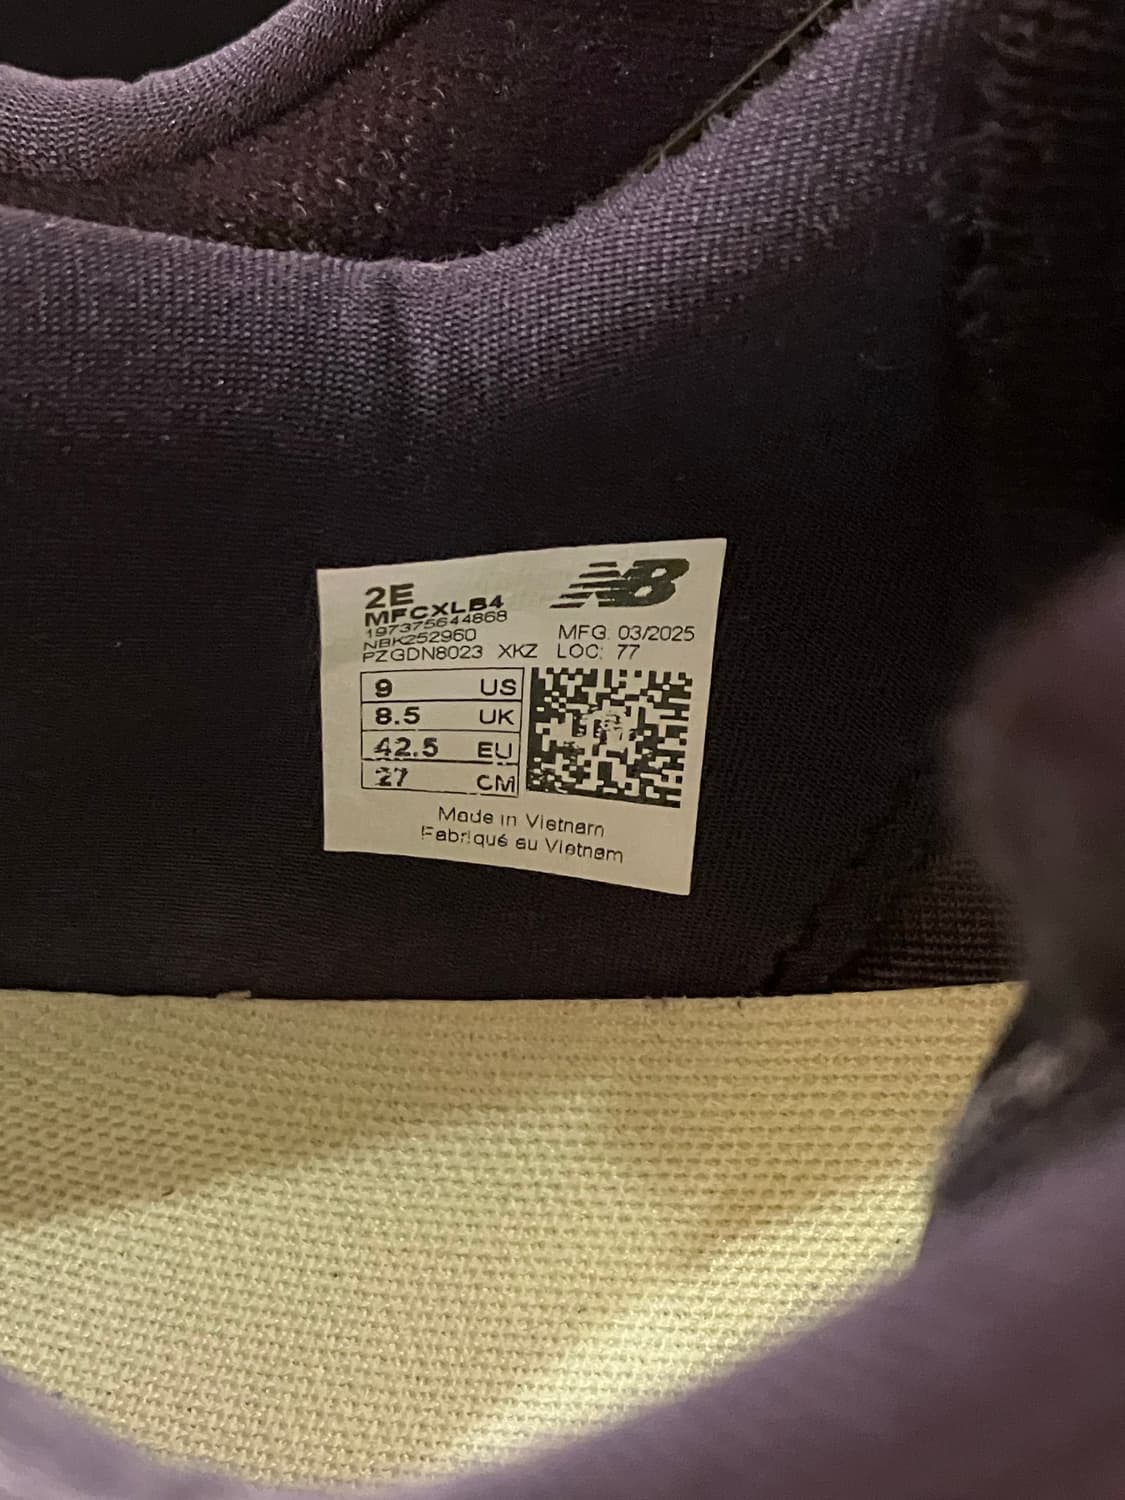 2E
NB
MFCXLB4
197375644868
NBK252960 MFG: 03/2025
PZGDN8023 XKZ LOC: 77
9 US
8.5 UK
42.5 EU
27 CM
Made in Vietnam
Fabriqué au Vietnam